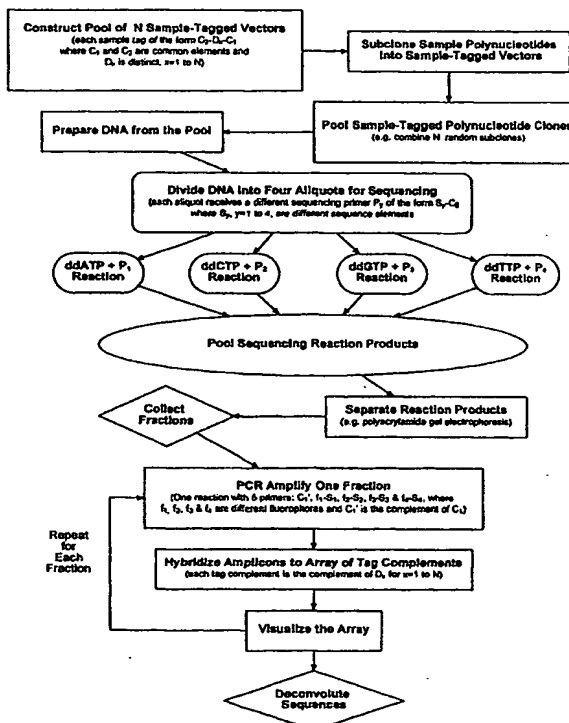 Construct Pool of N Sample-Tagged Vectors
(each sample tag of the form C₂-Dₓ-C₁
where C₁ and C₂ are common elements and
Dₓ is distinct, x=1 to N)
Subclone Sample Polynucleotides
Into Sample-Tagged Vectors
Prepare DNA from the Pool
Pool Sample-Tagged Polynucleotide Clones
(e.g. combine N random subclones)
Divide DNA Into Four Aliquots for Sequencing
(each aliquot receives a different sequencing primer Pᵧ of the form Sᵧ-C₂
where Sᵧ, y=1 to 4, are different sequence elements
ddATP + P₁
Reaction
ddCTP + P₂
Reaction
ddGTP + P₃
Reaction
ddTTP + P₄
Reaction
Pool Sequencing Reaction Products
Collect
Fractions
Separate Reaction Products
(e.g. polyacrylamide gel electrophoresis)
PCR Amplify One Fraction
(One reaction with 5 primers: C₁', f₁-S₁, f₂-S₂, f₃-S₃ & f₄-S₄, where
f₁, f₂, f₃ & f₄ are different fluorophores and C₁' is the complement of C₁)
Repeat
for
Each
Fraction
Hybridize Amplicons to Array of Tag Complements
(each tag complement is the complement of Dₓ for x=1 to N)
Visualize the Array
Deconvolute
Sequences